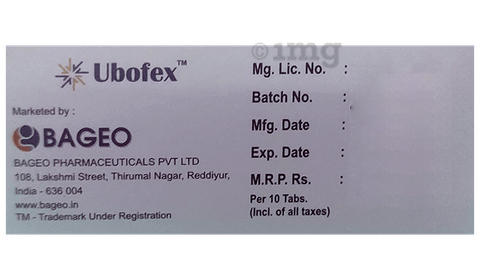 1mg
Ubofex™
Marketed by :
BAGEO
BAGEO PHARMACEUTICALS PVT LTD
108, Lakshmi Street, Thirumal Nagar, Reddiyur,
India - 636 004
www.bageo.in
TM - Trademark Under Registration
Mg. Lic. No. :
Batch No. :
Mfg. Date :
Exp. Date :
M.R.P. Rs. :
Per 10 Tabs.
(Incl. of all taxes)